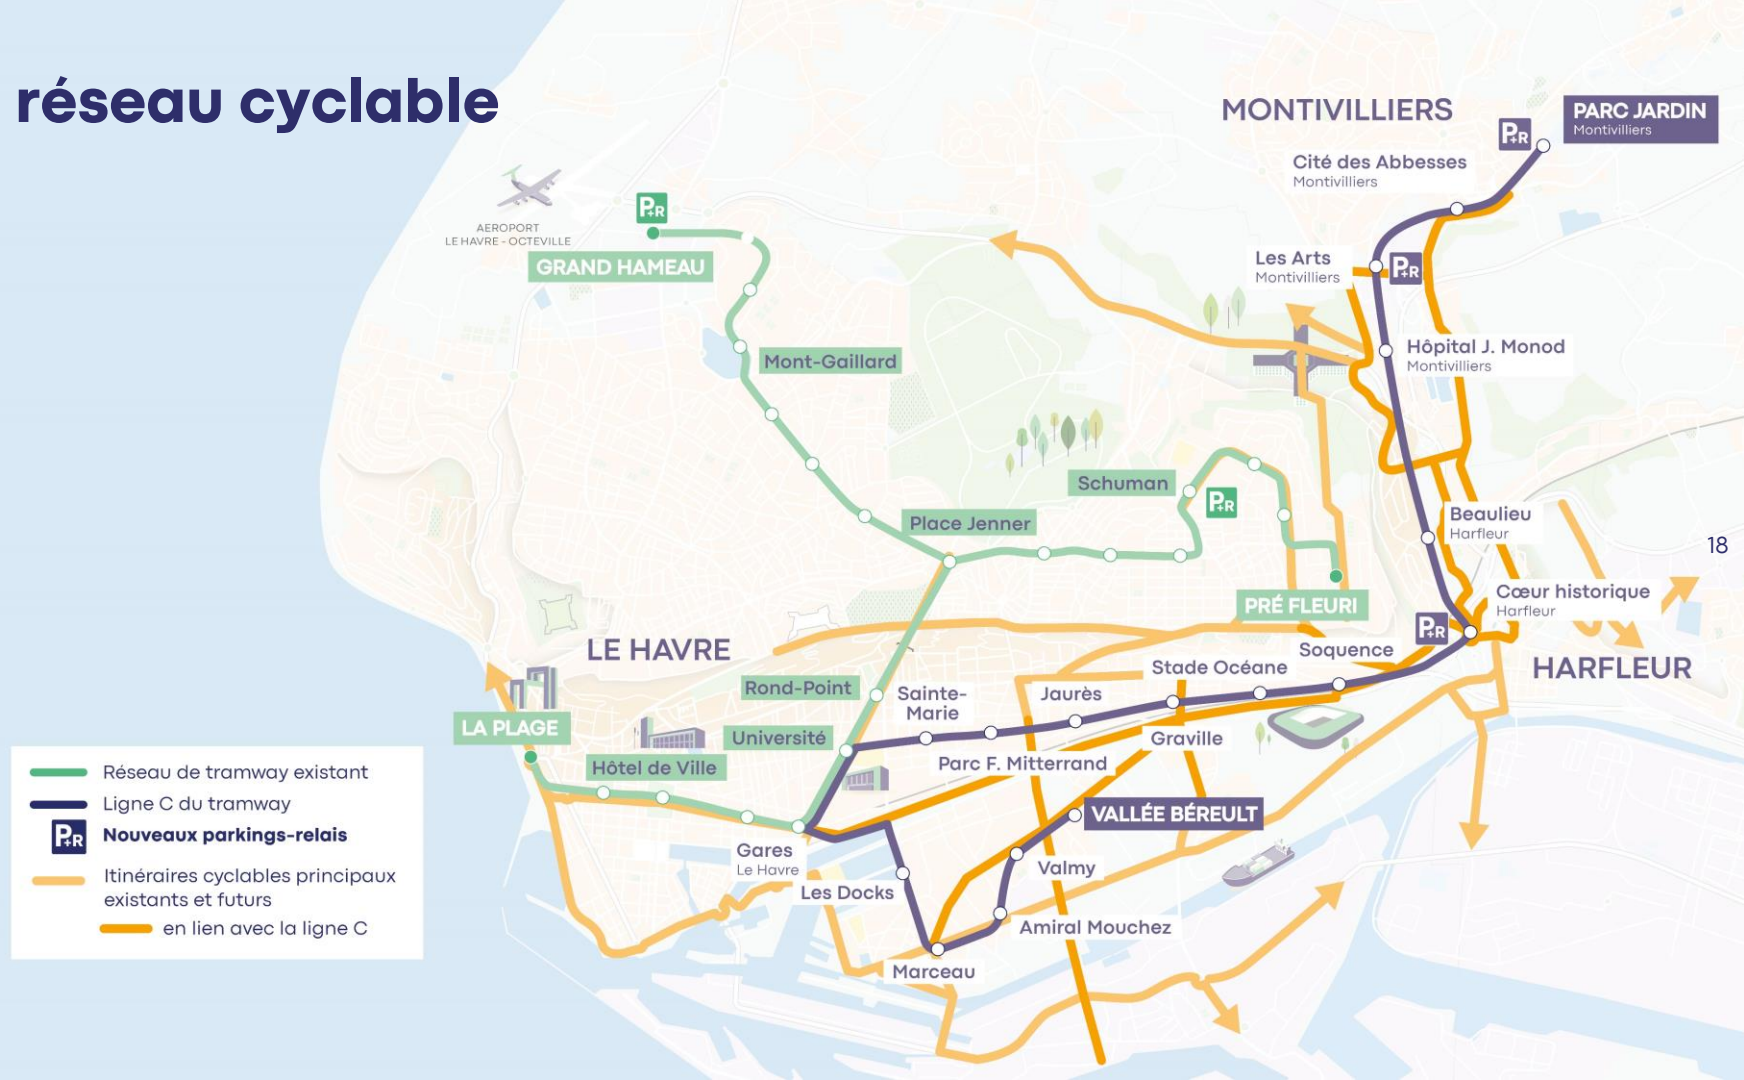 réseau cyclable
MONTIVILLIERS
PARC JARDIN
Montivilliers
P+R
Cité des Abbesses
Montivilliers
AEROPORT
LE HAVRE - OCTEVILLE
P+R
GRAND HAMEAU
Les Arts
Montivilliers
P+R
Hôpital J. Monod
Montivilliers
Mont-Gaillard
Schuman
P+R
Place Jenner
Beaulieu
Harfleur
18
Cœur historique
Harfleur
PRÉ FLEURI
P+R
LE HAVRE
Soquence
HARFLEUR
Stade Océane
Rond-Point
Sainte-
Marie
Jaurès
LA PLAGE
Université
Graville
Hôtel de Ville
Parc F. Mitterrand
VALLÉE BÉREULT
Gares
Le Havre
Valmy
Les Docks
Amiral Mouchez
Marceau
Réseau de tramway existant
Ligne C du tramway
P+R Nouveaux parkings-relais
Itinéraires cyclables principaux
existants et futurs
en lien avec la ligne C